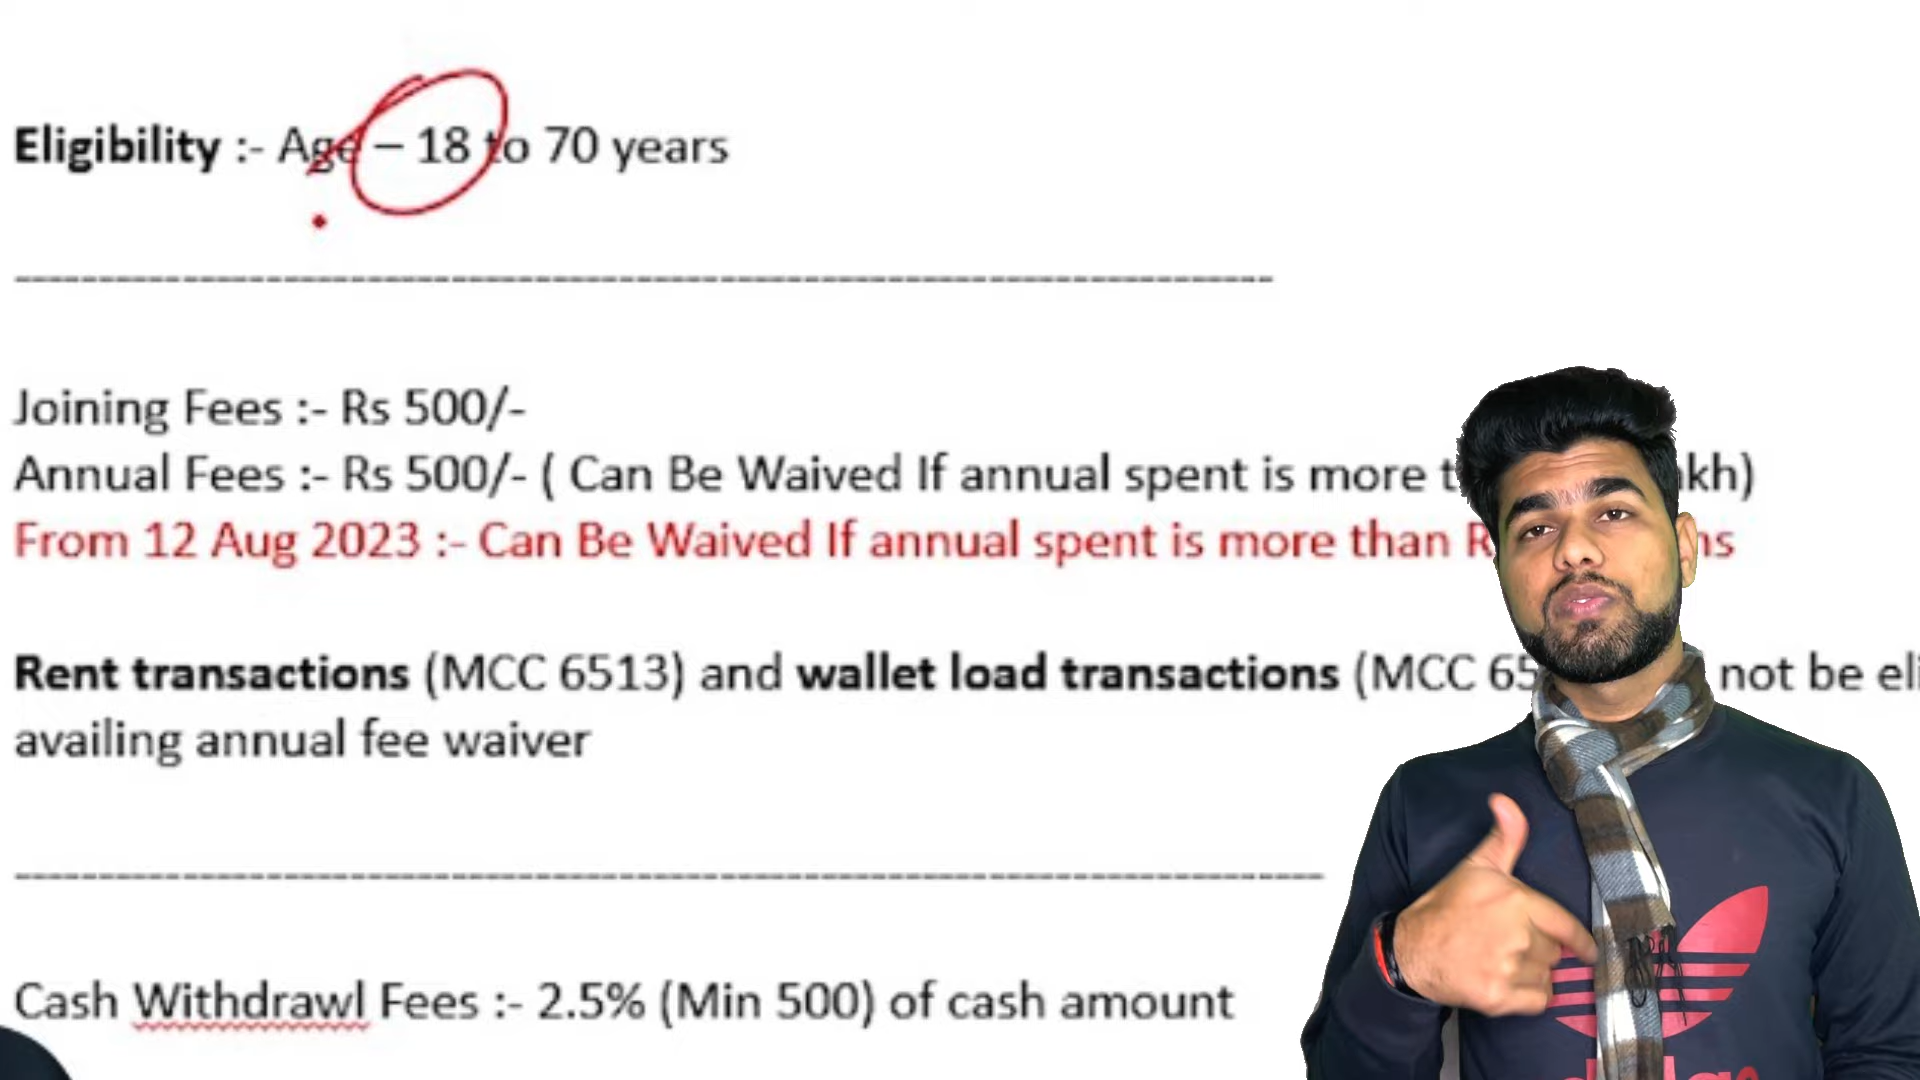 Eligibility :- Age – 18 to 70 years
--------------------------------------------------------------------------------
Joining Fees :- Rs 500/-
Annual Fees :- Rs 500/- ( Can Be Waived If annual spent is more
From 12 Aug 2023 :- Can Be Waived If annual spent is more than
Rent transactions (MCC 6513) and wallet load transactions (MCC not be
availing annual fee waiver
--------------------------------------------------------------------------------
Cash Withdrawl Fees :- 2.5% (Min 500) of cash amount